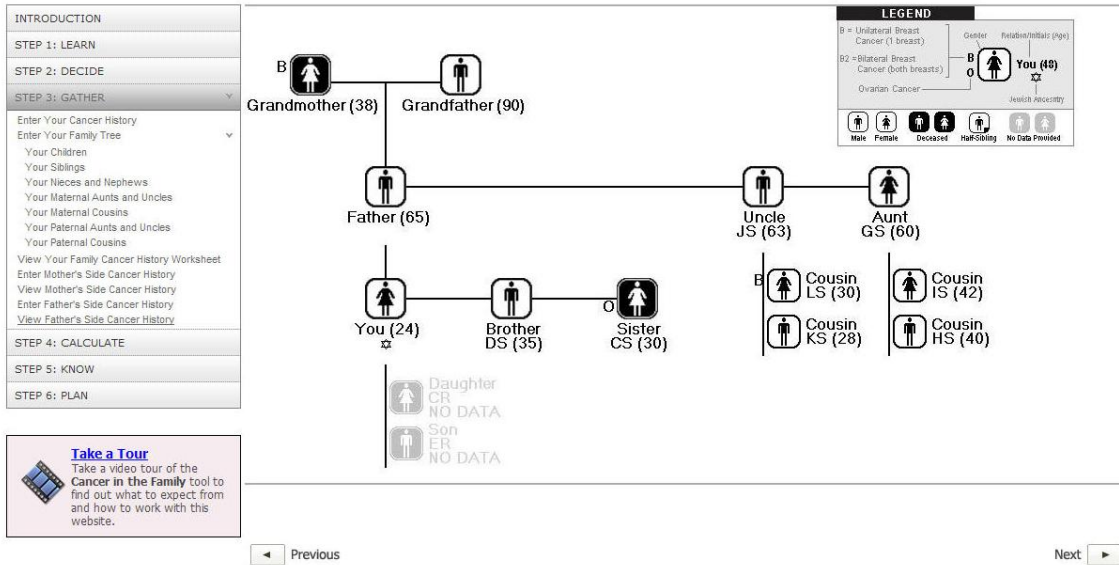 INTRODUCTION
STEP 1: LEARN
STEP 2: DECIDE
STEP 3: GATHER
Enter Your Cancer History
Enter Your Family Tree
Your Children
Your Siblings
Your Nieces and Nephews
Your Maternal Aunts and Uncles
Your Maternal Cousins
Your Paternal Aunts and Uncles
Your Paternal Cousins
View Your Family Cancer History Worksheet
Enter Mother's Side Cancer History
View Mother's Side Cancer History
Enter Father's Side Cancer History
View Father's Side Cancer History
STEP 4: CALCULATE
STEP 5: KNOW
STEP 6: PLAN
Take a Tour
Take a video tour of the
Cancer in the Family tool to
find out what to expect from
and how to work with this
website.
LEGEND
B = Unilateral Breast
Cancer (1 breast)
B2 =Bilateral Breast
Cancer (both breasts)
Ovarian Cancer
Gender
Relation/Initials (Age)
B
O
You (48)
Jewish Ancestry
Male
Female
Deceased
Half-Sibling
No Data Provided
B
Grandmother (38)
Grandfather (90)
Father (65)
Uncle
JS (63)
Aunt
GS (60)
You (24)
Brother
DS (35)
O
Sister
CS (30)
B
Cousin
LS (30)
Cousin
KS (28)
Cousin
IS (42)
Cousin
HS (40)
Daughter
CR
NO DATA
Son
ER
NO DATA
Previous
Next